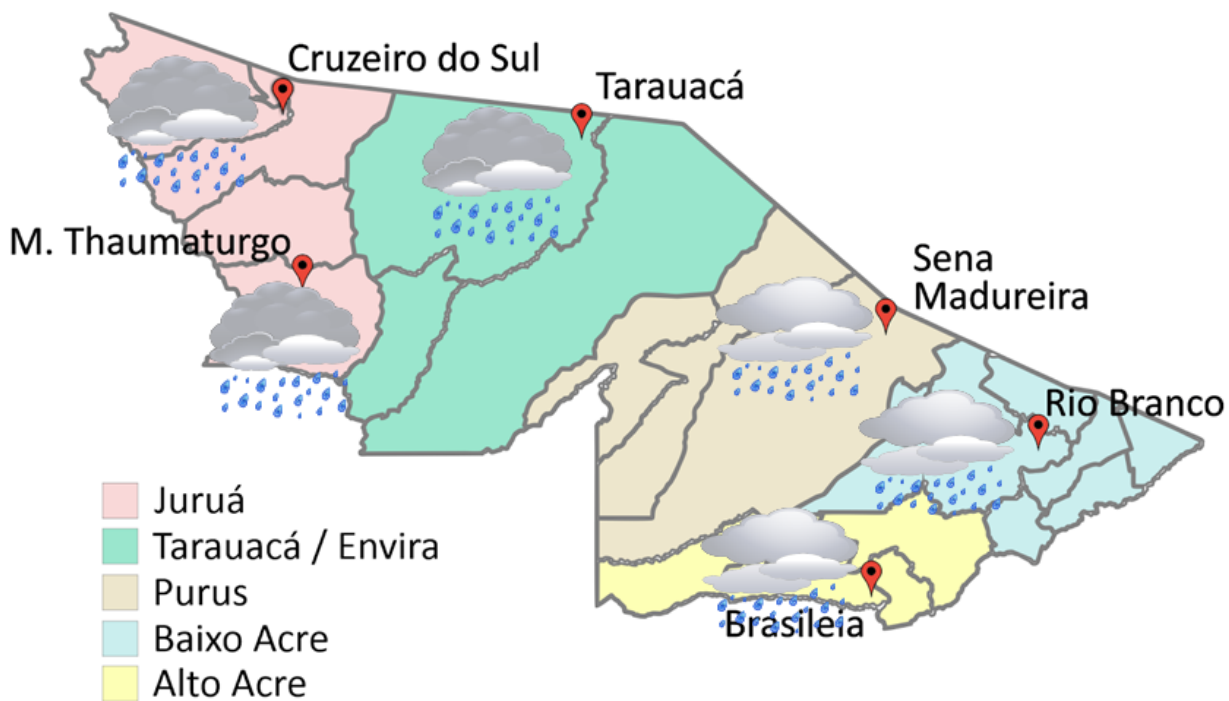 Cruzeiro do Sul
Tarauacá
M. Thaumaturgo
Sena
Madureira
Rio Branco
Brasileia
Juruá
Tarauacá / Envira
Purus
Baixo Acre
Alto Acre